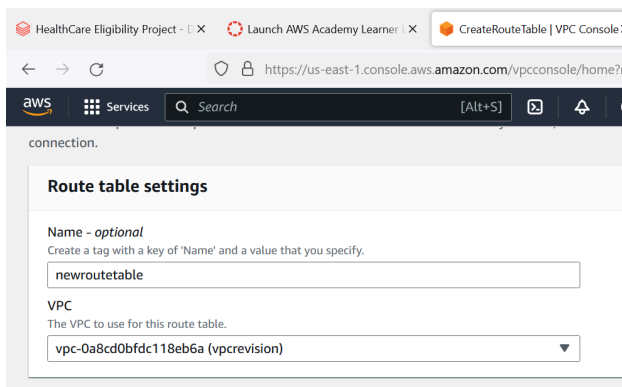 HealthCare Eligibility Project - D
Launch AWS Academy Learner L
CreateRouteTable | VPC Console
https://us-east-1.console.aws.amazon.com/vpcconsole/home?
aws
Services
Search
[Alt+S]
connection.
Route table settings
Name - optional
Create a tag with a key of 'Name' and a value that you specify.
newroutetable
VPC
The VPC to use for this route table.
vpc-0a8cd0bfdc118eb6a (vpcrevision)